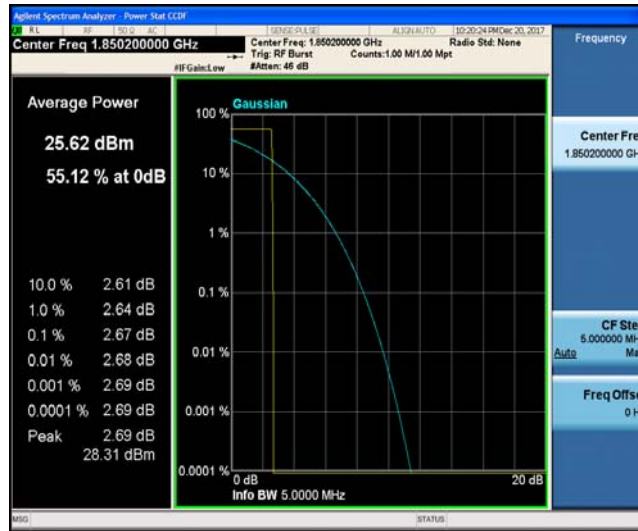 Agilent Spectrum Analyzer - Power Stat CCDF
RL RF 50 Ω AC SENSE:PULSE ALIGN AUTO 10:20:24 PM Dec 20, 2017
Center Freq 1.850200000 GHz
Center Freq: 1.850200000 GHz Radio Std: None
Trig: RF Burst Counts:1.00 M/1.00 Mpt
#IFGain:Low #Atten: 46 dB
Frequency
Average Power
25.62 dBm
55.12 % at 0dB
10.0 % 2.61 dB
1.0 % 2.64 dB
0.1 % 2.67 dB
0.01 % 2.68 dB
0.001 % 2.69 dB
0.0001 % 2.69 dB
Peak 2.69 dB
28.31 dBm
Gaussian
100 %
10 %
1 %
0.1 %
0.01 %
0.001 %
0.0001 %
0 dB 20 dB
Info BW 5.0000 MHz
Center Fre
1.850200000 GH
CF Ste
5.000000 MH
Auto Ma
Freq Offse
0 H
MSG STATUS